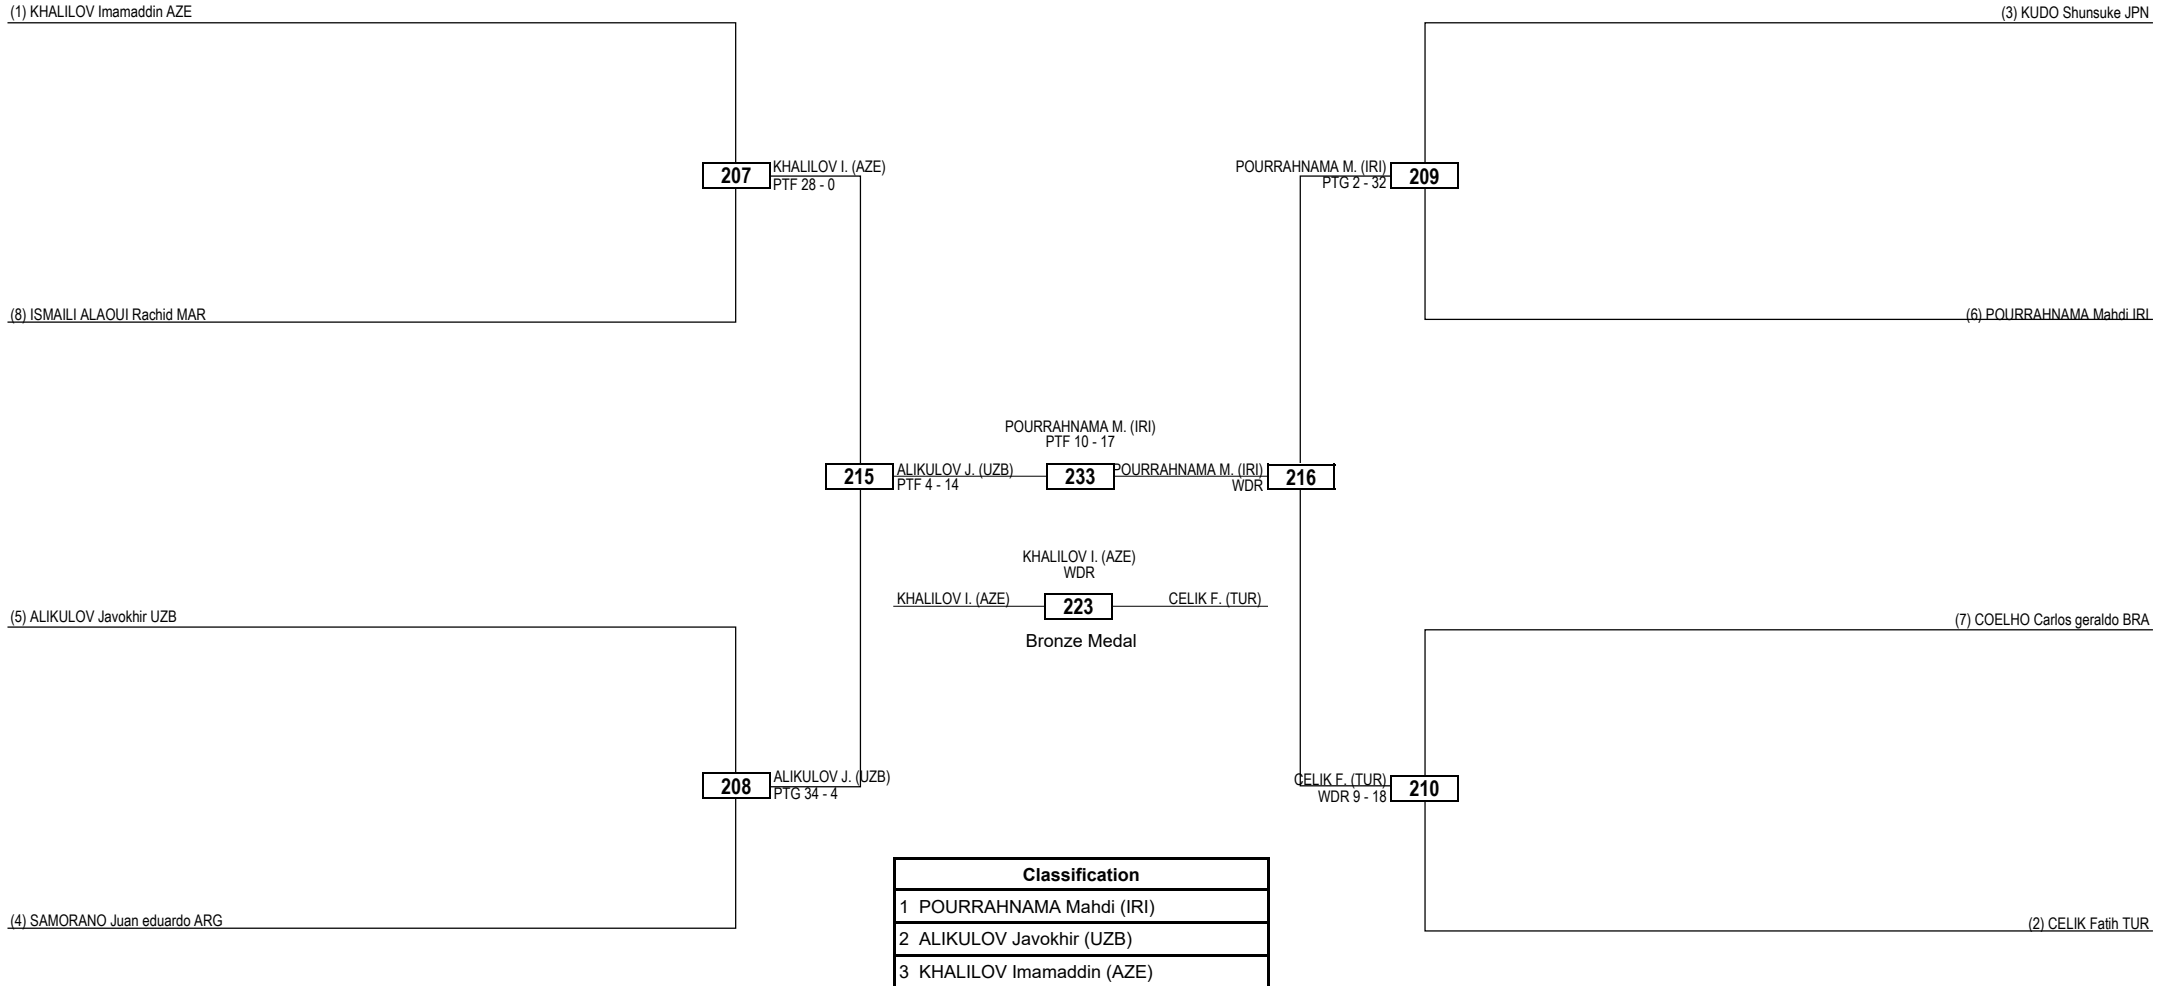 (1) KHALILOV Imamaddin AZE
(3) KUDO Shunsuke JPN
207
KHALILOV I. (AZE)
PTF 28 - 0
POURRAHNAMA M. (IRI)
PTG 2 - 32
209
(8) ISMAILI ALAOUI Rachid MAR
(6) POURRAHNAMA Mahdi IRI
POURRAHNAMA M. (IRI)
PTF 10 - 17
215
ALIKULOV J. (UZB)
PTF 4 - 14
233
POURRAHNAMA M. (IRI)
WDR
216
KHALILOV I. (AZE)
WDR
KHALILOV I. (AZE)
223
CELIK F. (TUR)
Bronze Medal
(5) ALIKULOV Javokhir UZB
(7) COELHO Carlos geraldo BRA
208
ALIKULOV J. (UZB)
PTG 34 - 4
CELIK F. (TUR)
WDR 9 - 18
210
(4) SAMORANO Juan eduardo ARG
(2) CELIK Fatih TUR
Classification
1 POURRAHNAMA Mahdi (IRI)
2 ALIKULOV Javokhir (UZB)
3 KHALILOV Imamaddin (AZE)